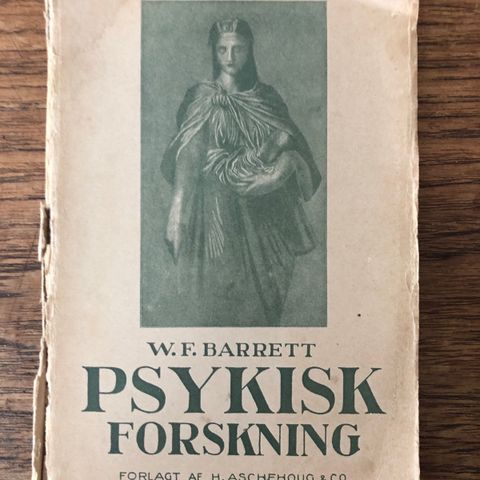 W. F. BARRETT
PSYKISK
FORSKNING
FORLAGT AF H. ASCHEHOUG & CO